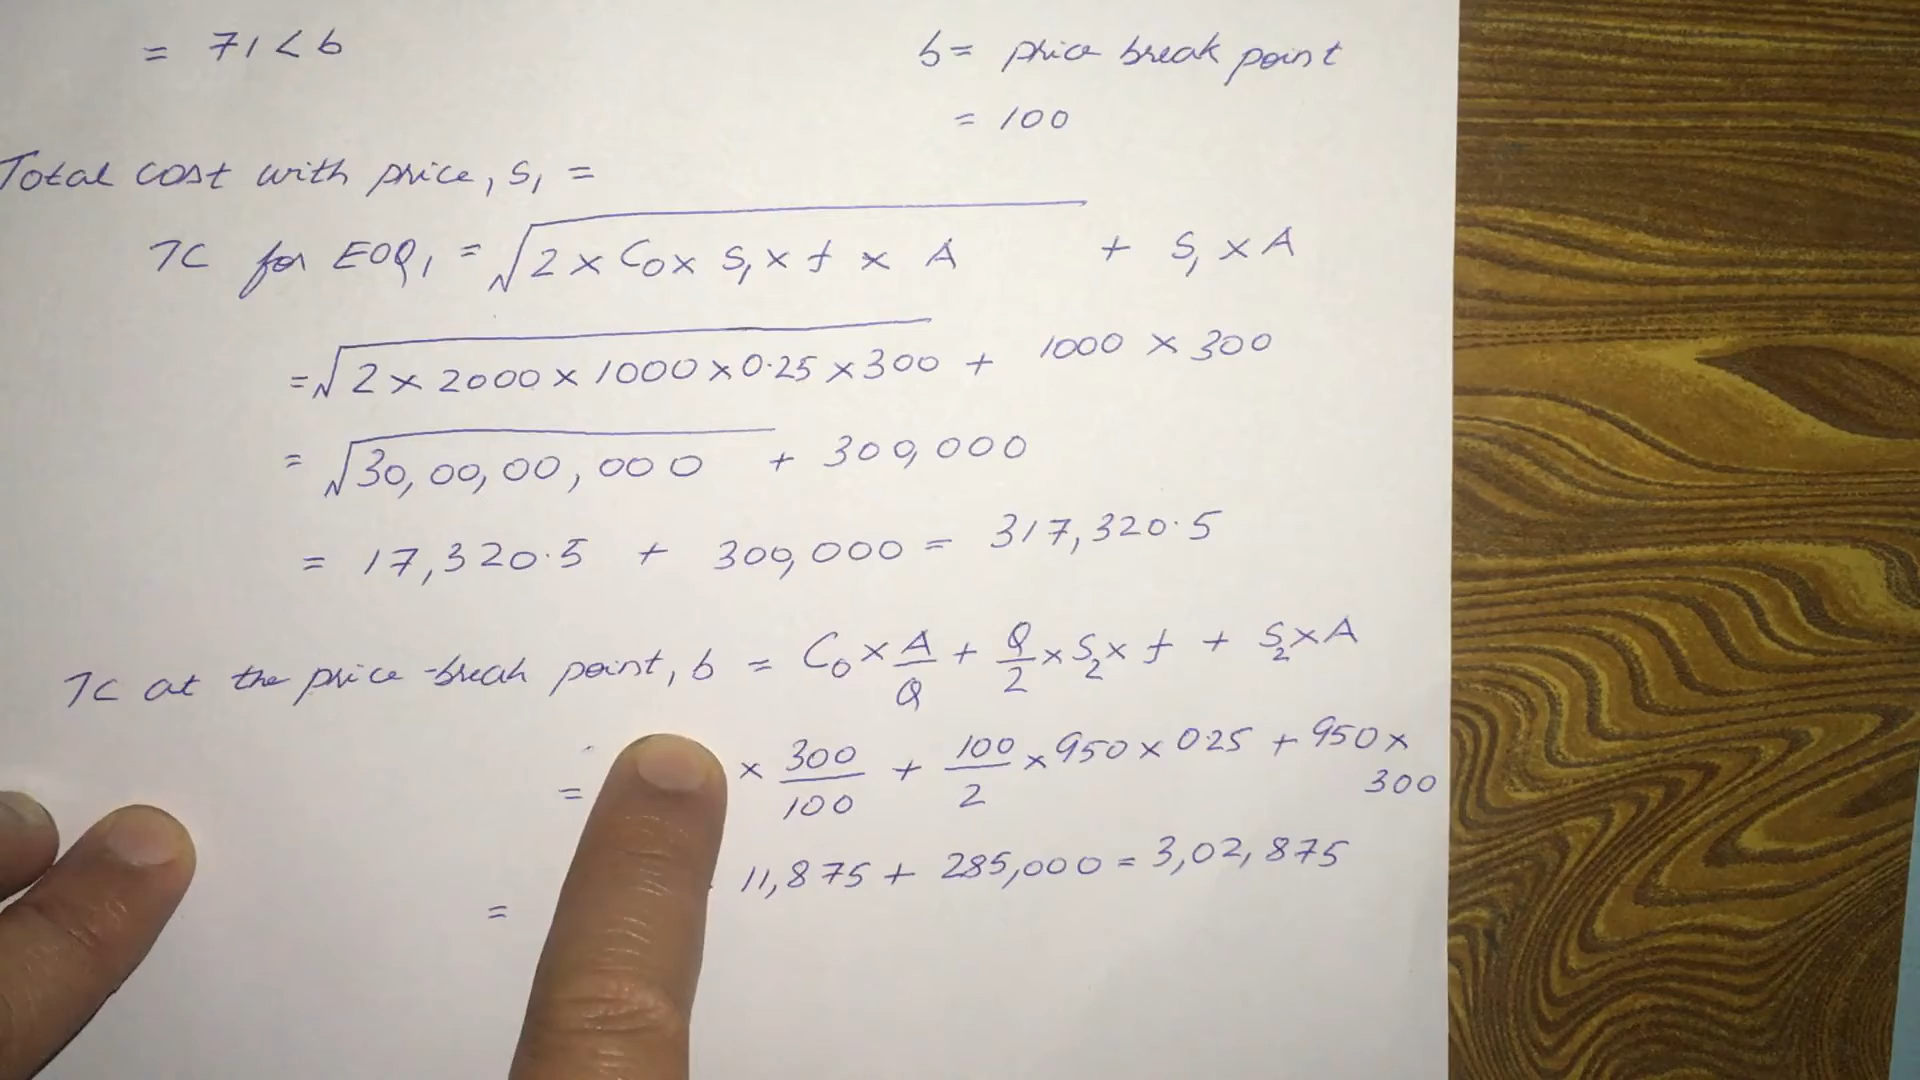 = 71 < b
b = price break point
= 100
Total cost with price, S₁ =
TC for EOQ₁ = √(2 × C₀ × S₁ × f × A) + S₁ × A
= √(2 × 2000 × 1000 × 0.25 × 300) + 1000 × 300
= √(30,00,00,000) + 300,000
= 17,320.5 + 300,000 = 317,320.5
TC at the price-break point, b = C₀ × A/Q + Q/2 × S₂ × f + S₂ × A
= × 300/100 + 100/2 × 950 × 0.25 + 950 ×
300
= 11,875 + 285,000 = 3,02,875